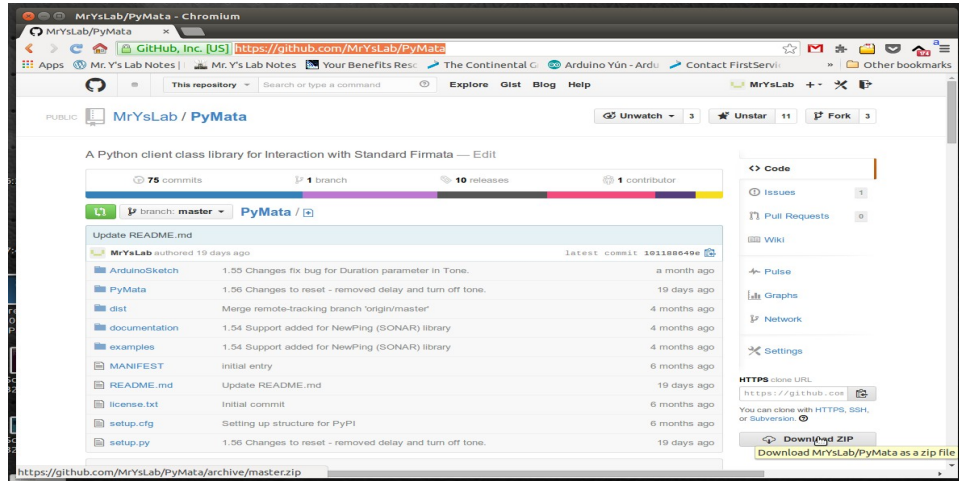 MrYsLab/PyMata - Chromium
MrYsLab/PyMata ×
GitHub, Inc. [US] https://github.com/MrYsLab/PyMata
Apps Mr. Y's Lab Notes | Mr. Y's Lab Notes Your Benefits Resc The Continental G Arduino Yún - Ardu Contact FirstServi » Other bookmarks
This repository Search or type a command Explore Gist Blog Help MrYsLab
PUBLIC MrYsLab / PyMata Unwatch 3 Unstar 11 Fork 3
A Python client class library for Interaction with Standard Firmata — Edit
75 commits 1 branch 10 releases 1 contributor
branch: master PyMata /
Update README.md
MrYsLab authored 19 days ago latest commit 101188649e
ArduinoSketch 1.55 Changes fix bug for Duration parameter in Tone. a month ago
PyMata 1.56 Changes to reset - removed delay and turn off tone. 19 days ago
dist Merge remote-tracking branch 'origin/master' 4 months ago
documentation 1.54 Support added for NewPing (SONAR) library 4 months ago
examples 1.54 Support added for NewPing (SONAR) library 4 months ago
MANIFEST initial entry 6 months ago
README.md Update README.md 19 days ago
license.txt Initial commit 6 months ago
setup.cfg Setting up structure for PyPI 6 months ago
setup.py 1.56 Changes to reset - removed delay and turn off tone. 19 days ago
Code
Issues 1
Pull Requests 0
Wiki
Pulse
Graphs
Network
Settings
HTTPS clone URL
https://github.com
You can clone with HTTPS, SSH,
or Subversion.
Download ZIP
Download MrYsLab/PyMata as a zip file
https://github.com/MrYsLab/PyMata/archive/master.zip